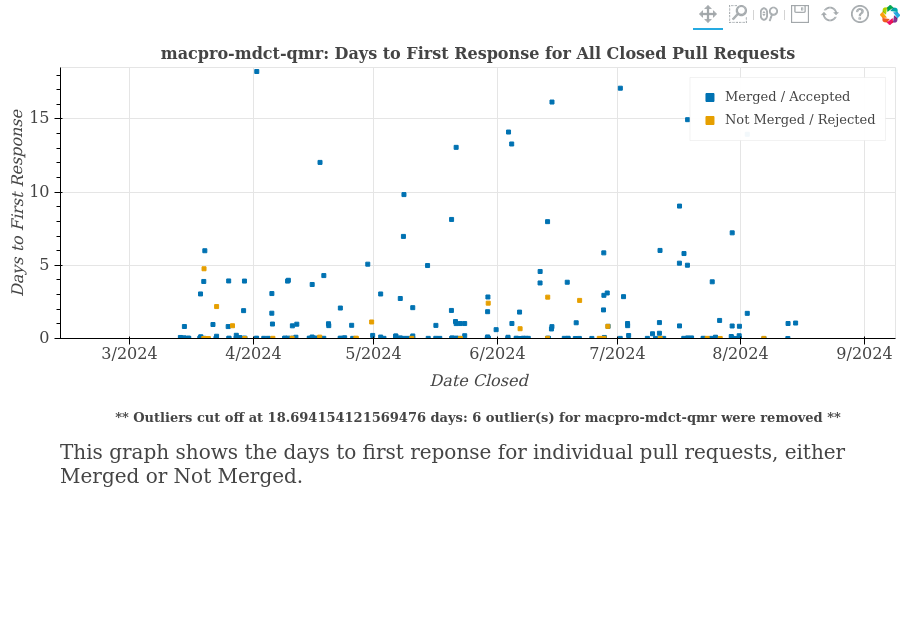 macpro-mdct-qmr: Days to First Response for All Closed Pull Requests
Merged / Accepted
Not Merged / Rejected
Days to First Response
15
10
5
0
3/2024 4/2024 5/2024 6/2024 7/2024 8/2024 9/2024
Date Closed
** Outliers cut off at 18.694154121569476 days: 6 outlier(s) for macpro-mdct-qmr were removed **
This graph shows the days to first reponse for individual pull requests, either
Merged or Not Merged.